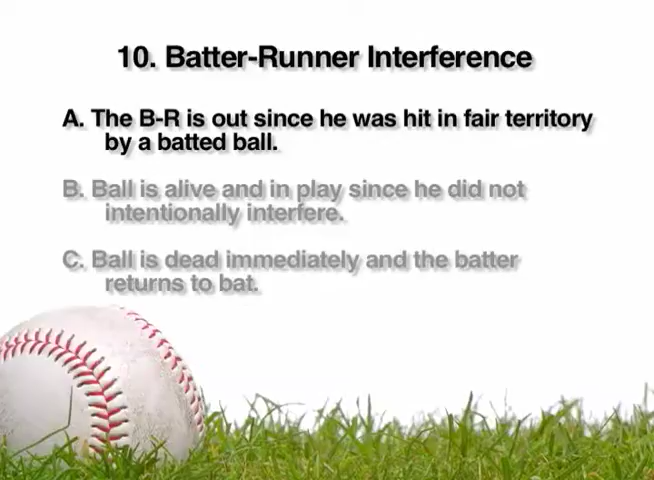 10. Batter-Runner Interference
A. The B-R is out since he was hit in fair territory
by a batted ball.
B. Ball is alive and in play since he did not
intentionally interfere.
C. Ball is dead immediately and the batter
returns to bat.